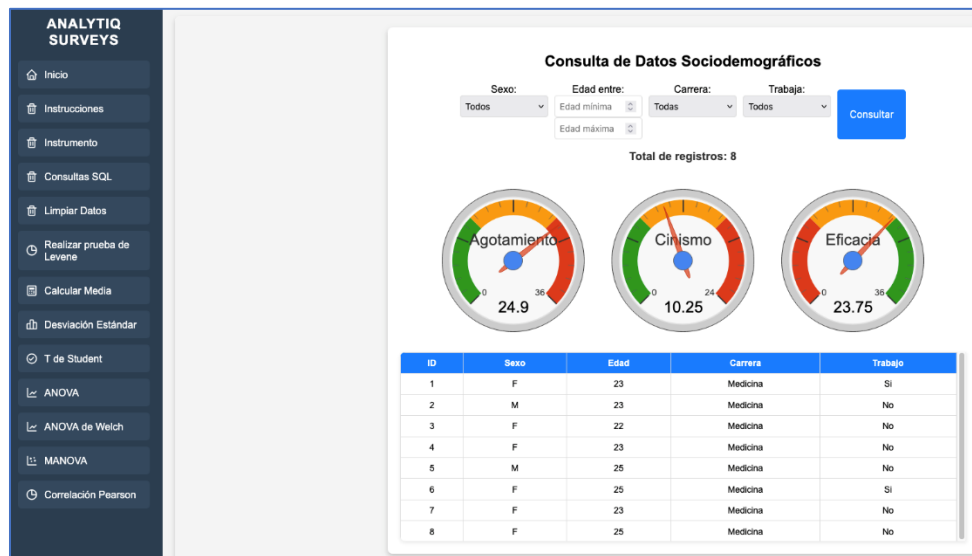 ANALYTIQ
SURVEYS
Inicio
Instrucciones
Instrumento
Consultas SQL
Limpiar Datos
Realizar prueba de
Levene
Calcular Media
Desviación Estándar
T de Student
ANOVA
ANOVA de Welch
MANOVA
Correlación Pearson
Consulta de Datos Sociodemográficos
Sexo: Edad entre: Carrera: Trabaja:
Todos Edad mínima Todas Todos Consultar
Edad máxima
Total de registros: 8
Agotamiento Cinismo Eficacia
0 36 0 24 0 36
24.9 10.25 23.75
ID Sexo Edad Carrera Trabajo
1 F 23 Medicina Si
2 M 23 Medicina No
3 F 22 Medicina No
4 F 23 Medicina No
5 M 25 Medicina No
6 F 25 Medicina Si
7 F 23 Medicina No
8 F 25 Medicina No